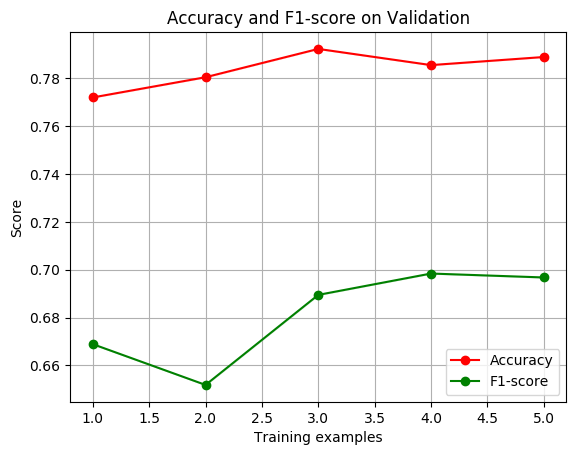 Accuracy and F1-score on Validation
Score
0.78
0.76
0.74
0.72
0.70
0.68
0.66
Accuracy
F1-score
1.0 1.5 2.0 2.5 3.0 3.5 4.0 4.5 5.0
Training examples